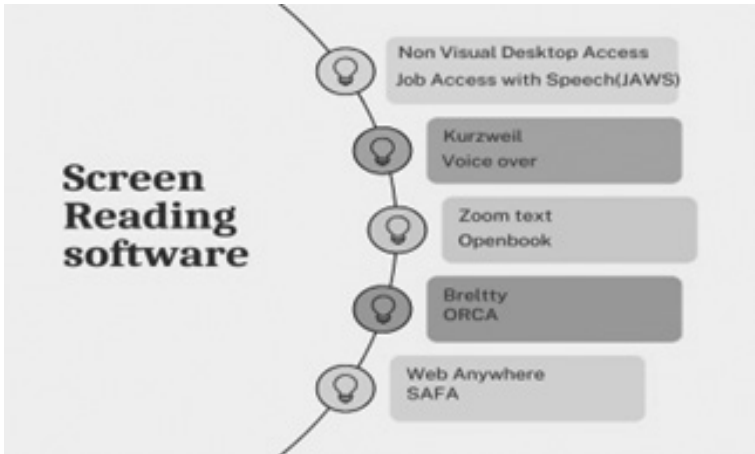 Screen
Reading
software
Non Visual Desktop Access
Job Access with Speech(JAWS)
Kurzweil
Voice over
Zoom text
Openbook
Breltty
ORCA
Web Anywhere
SAFA